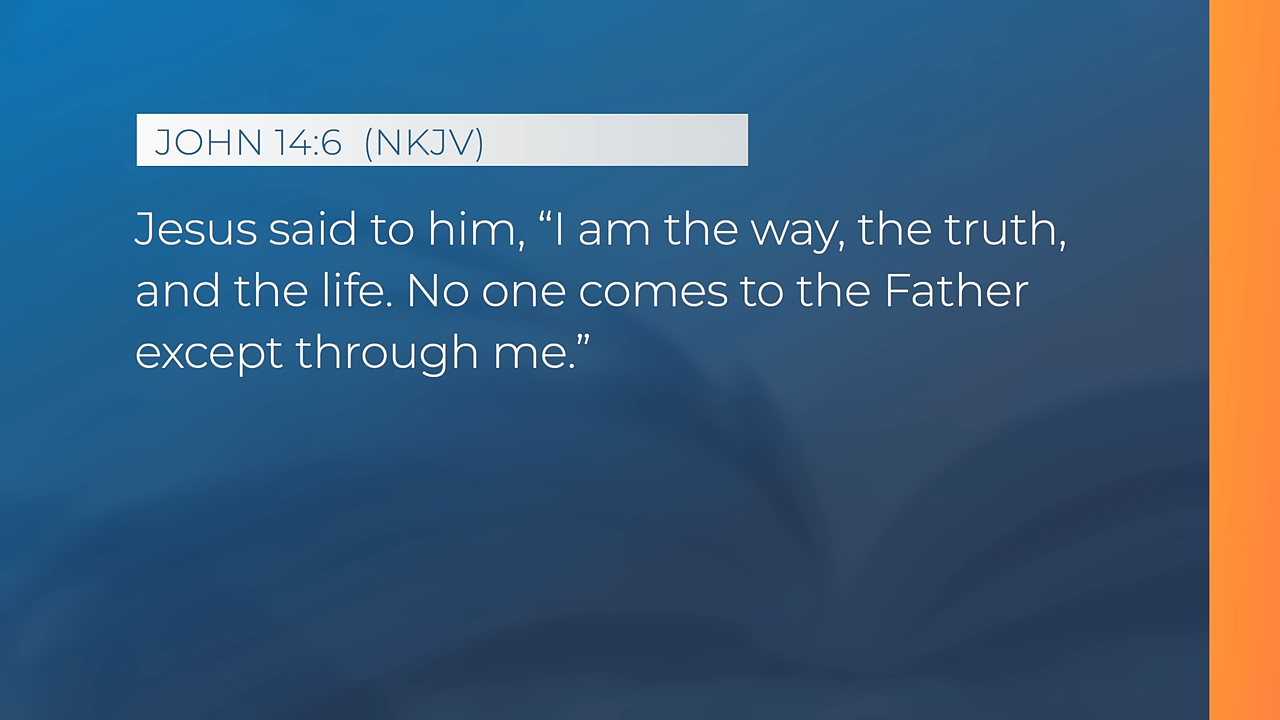 JOHN 14:6 (NKJV)
Jesus said to him, “I am the way, the truth,
and the life. No one comes to the Father
except through me.”